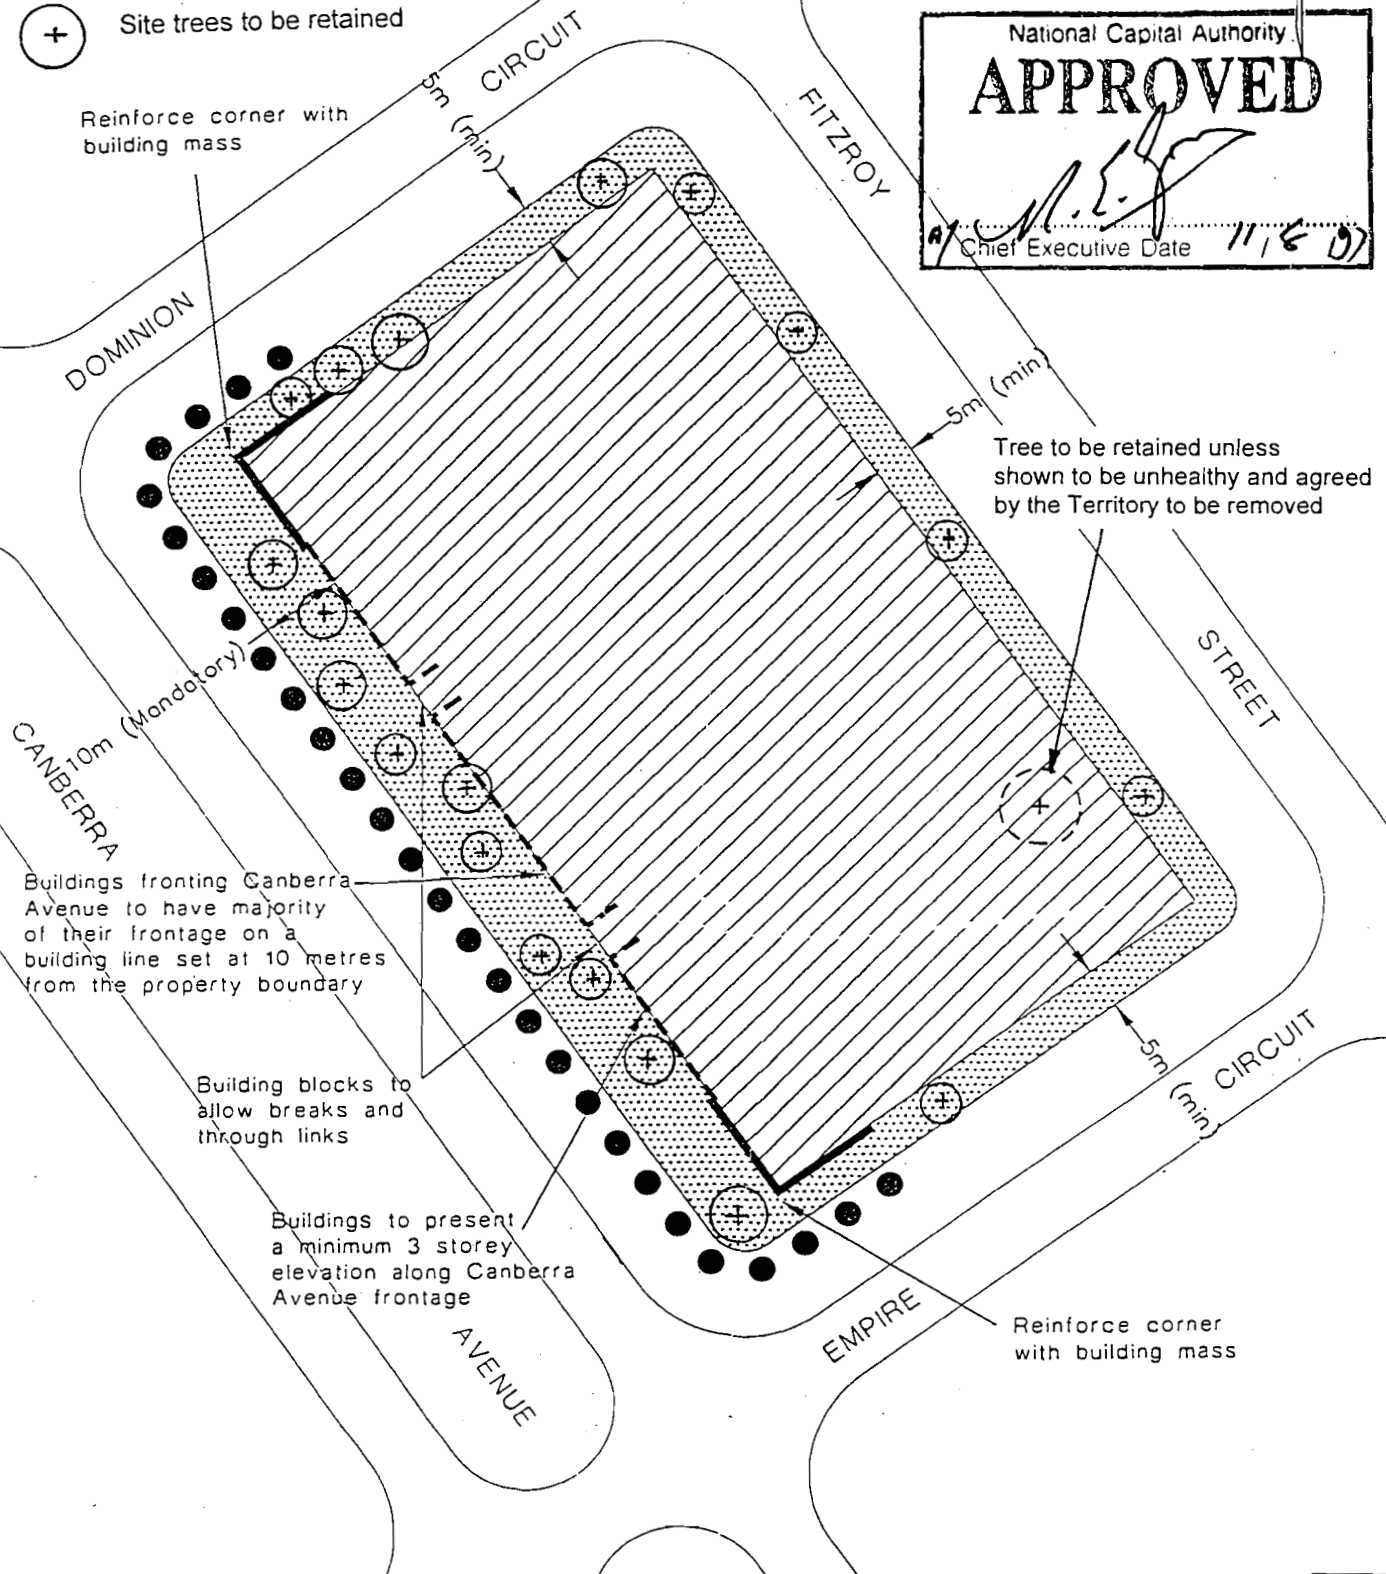 Site trees to be retained
National Capital Authority
APPROVED
Chief Executive Date
Reinforce corner with
building mass
5m (min)
CIRCUIT
FITZROY
DOMINION
5m (min)
Tree to be retained unless
shown to be unhealthy and agreed
by the Territory to be removed
STREET
10m (Mandatory)
CANBERRA
Buildings fronting Canberra
Avenue to have majority
of their frontage on a
building line set at 10 metres
from the property boundary
Building blocks to
allow breaks and
through links
5m (min)
CIRCUIT
Buildings to present
a minimum 3 storey
elevation along Canberra
Avenue frontage
AVENUE
EMPIRE
Reinforce corner
with building mass